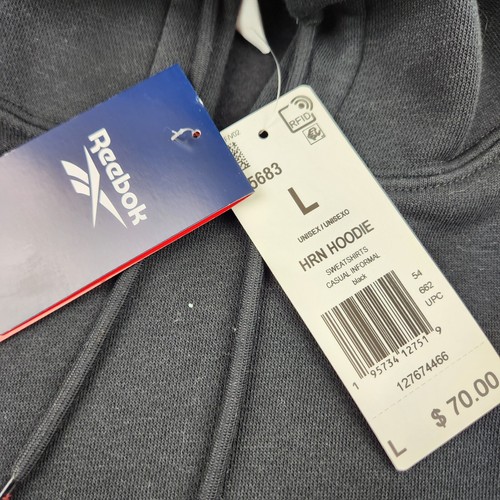 Reebok
RFID
5683
L
UNISEX/UNISEXO
HRN HOODIE
SWEATSHIRTS
CASUAL INFORMAL
black
54
662
UPC
1 95734 12751 9
127674466
L $ 70.00